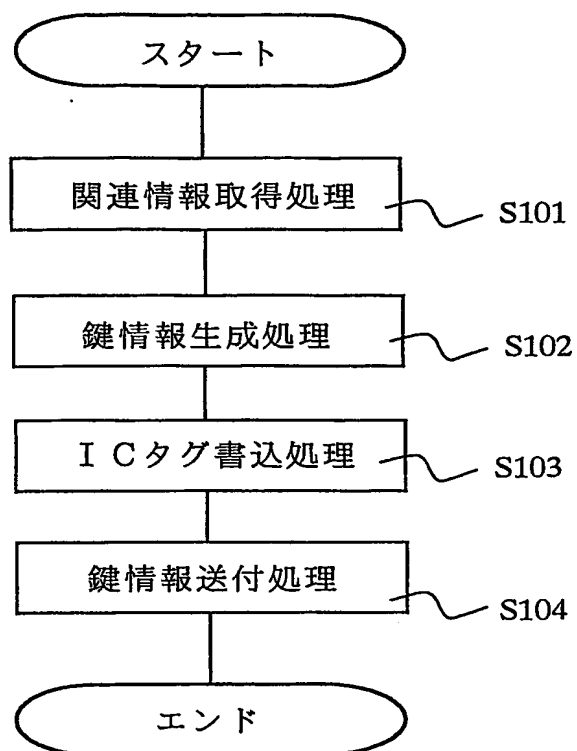 スタート
関連情報取得処理
S101
鍵情報生成処理
S102
ICタグ書込処理
S103
鍵情報送付処理
S104
エンド